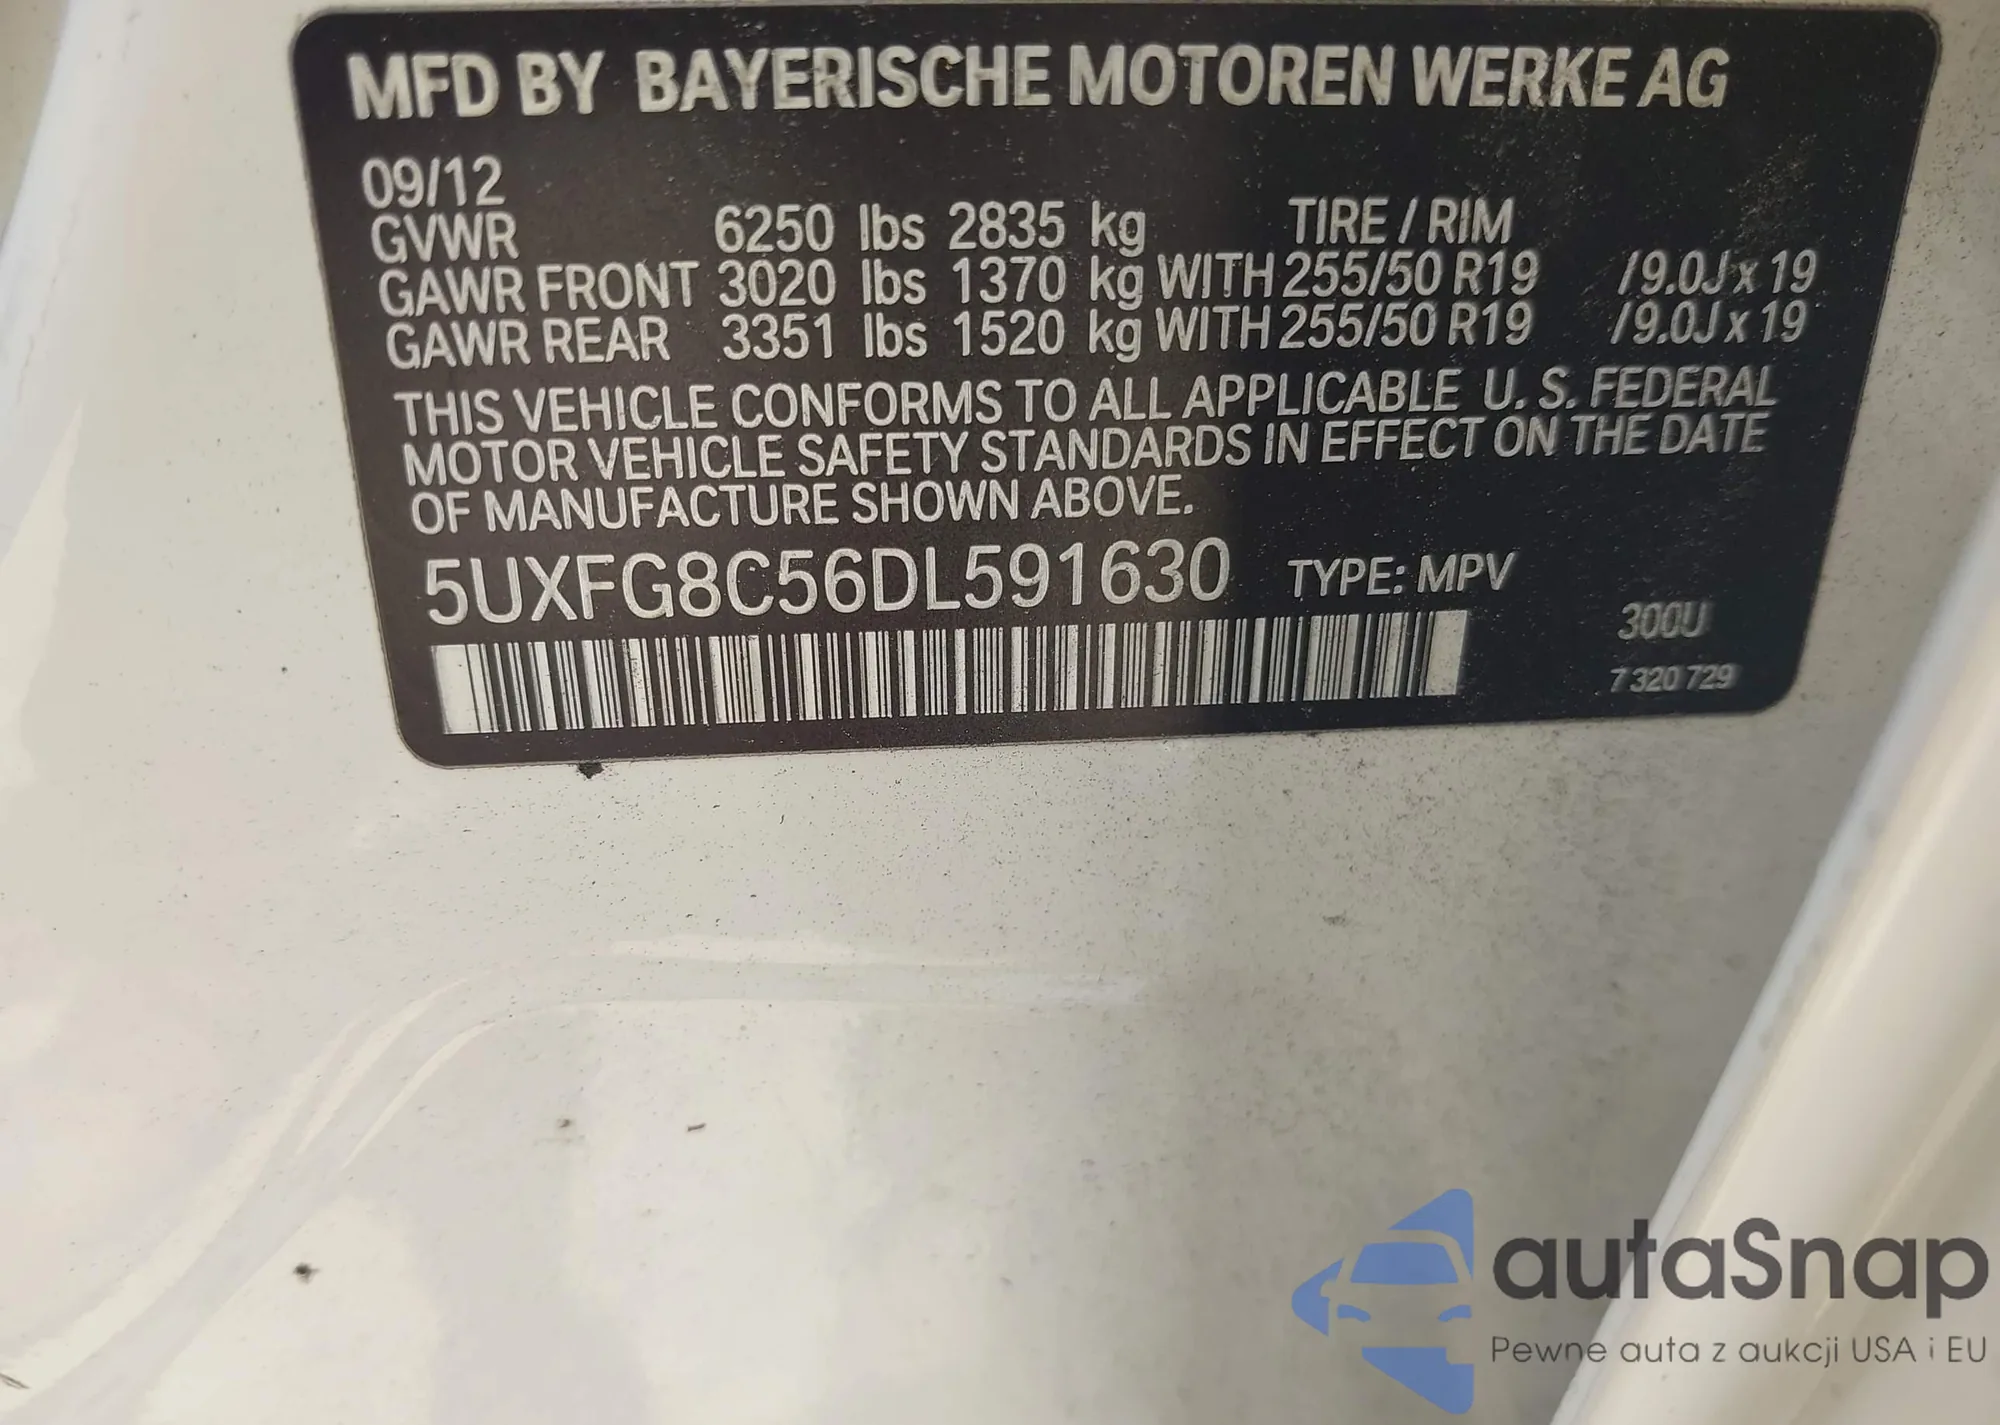 MFD BY BAYERISCHE MOTOREN WERKE AG
09/12
GVWR 6250 lbs 2835 kg TIRE / RIM
GAWR FRONT 3020 lbs 1370 kg WITH 255/50 R19 /9.0J x 19
GAWR REAR 3351 lbs 1520 kg WITH 255/50 R19 /9.0J x 19
THIS VEHICLE CONFORMS TO ALL APPLICABLE U. S. FEDERAL
MOTOR VEHICLE SAFETY STANDARDS IN EFFECT ON THE DATE
OF MANUFACTURE SHOWN ABOVE.
5UXFG8C56DL591630 TYPE: MPV
300U
7 320 729
autaSnap
Pewne auta z aukcji USA i EU